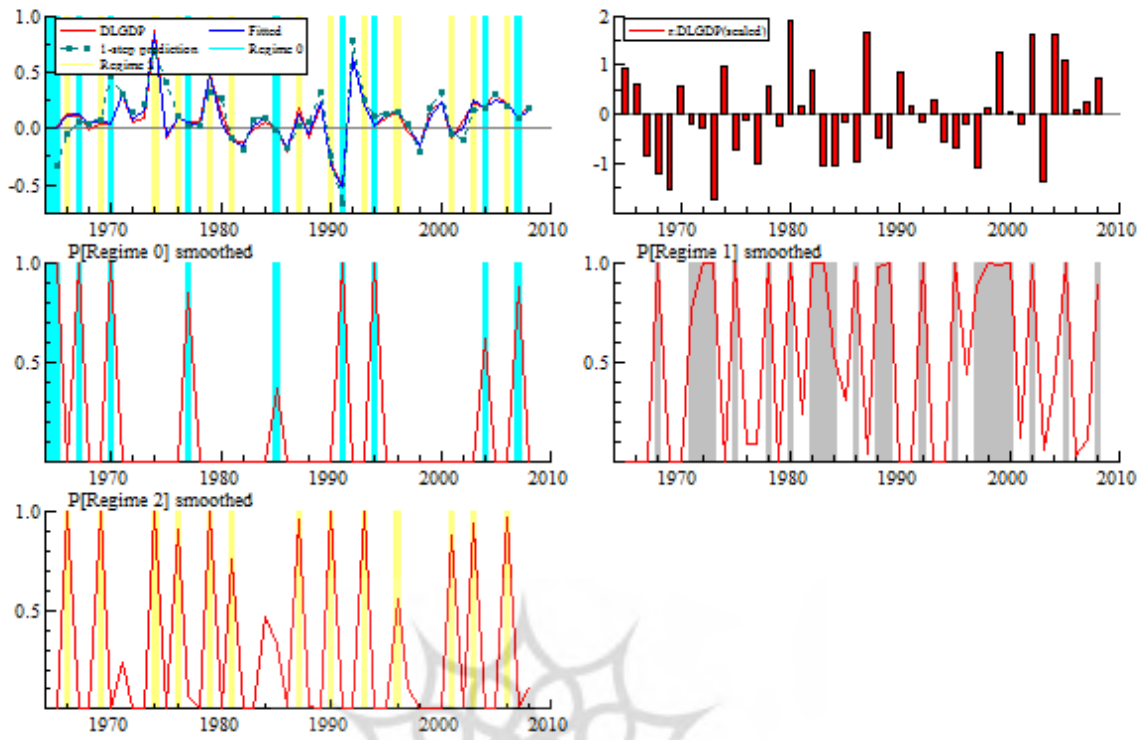 1.0
0.5
0.0
-0.5
DLGDP
Fitted
1-step prediction
Regime 0
1970 1980 1990 2000 2010
2
1
0
-1
r:DLGDP(scaled)
1970 1980 1990 2000 2010
P[Regime 0] smoothed
1.0
0.5
1970 1980 1990 2000 2010
P[Regime 1] smoothed
1.0
0.5
1970 1980 1990 2000 2010
P[Regime 2] smoothed
1.0
0.5
1970 1980 1990 2000 2010